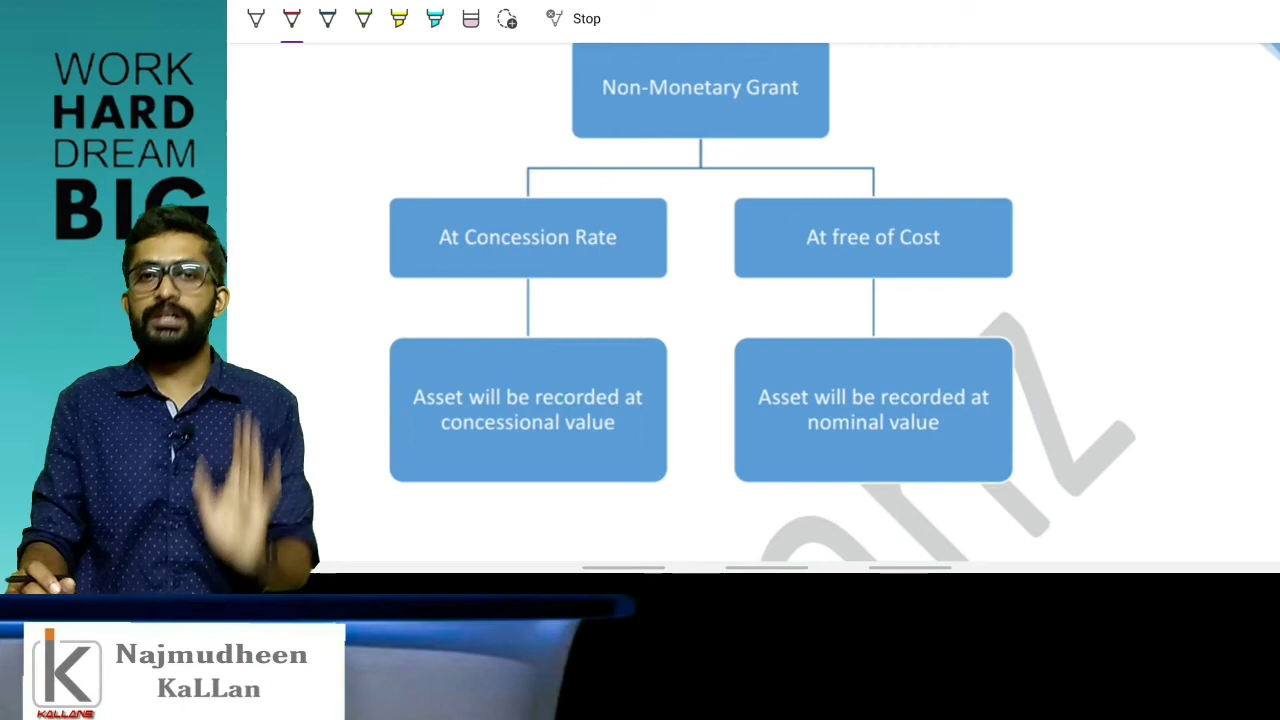 WORK
HARD
DREAM
BIG
Stop
Non-Monetary Grant
At Concession Rate
At free of Cost
Asset will be recorded at
concessional value
Asset will be recorded at
nominal value
Najmudheen
KaLLan
K
KALLANS